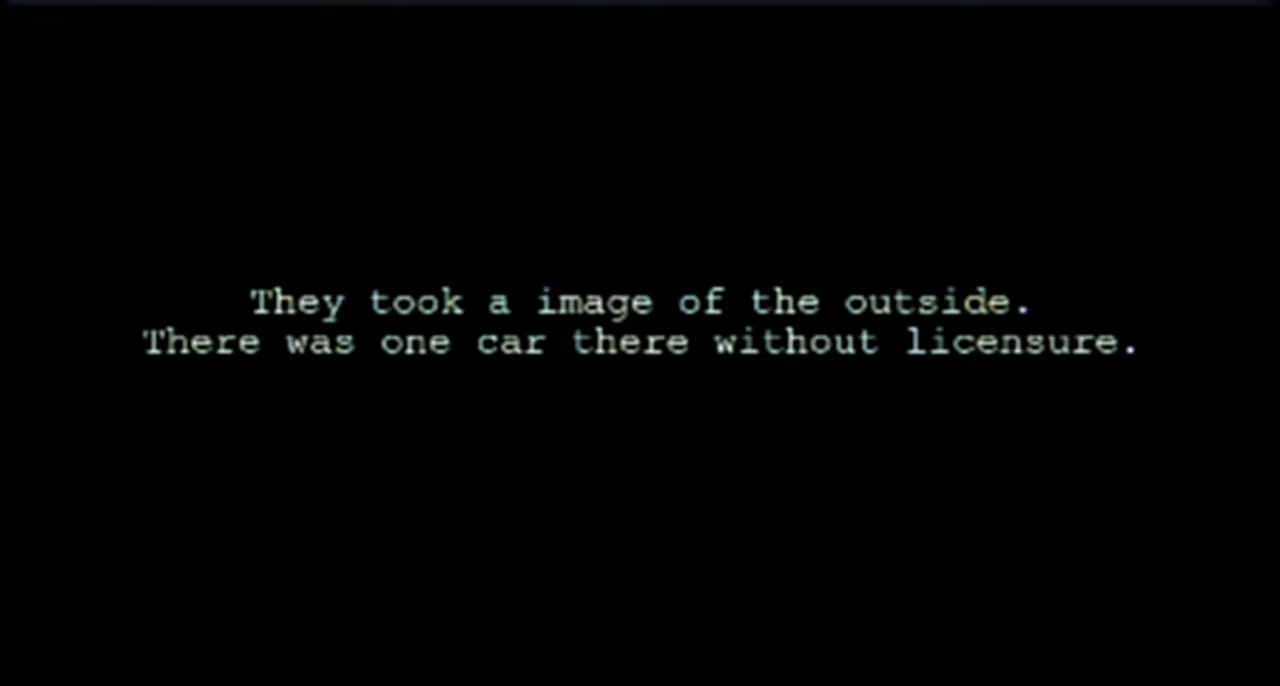 They took a image of the outside.
There was one car there without licensure.